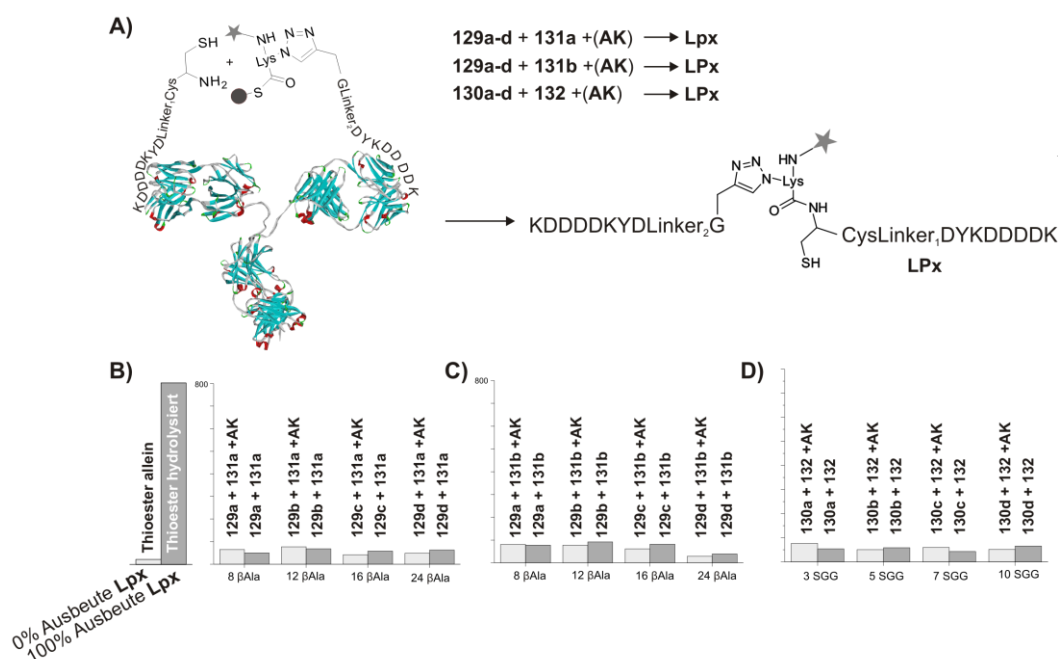 A)
129a-d + 131a +(AK) → Lpx
129a-d + 131b +(AK) → LPx
130a-d + 132 +(AK) → LPx
SH
NH
N N
N
+
Lys
NH2
S
O
KDDDDKYDLinker1Cys
GLinker2DYKDDDDK
N N
N
HN
Lys
O
NH
KDDDDKYDLinker2G
CysLinker1DYKDDDDK
SH
LPx
B)
Thioester allein
Thioester hydrolysiert
0% Ausbeute Lpx
100% Ausbeute Lpx
800
129a + 131a +AK
129a + 131a
129b + 131a +AK
129b + 131a
129c + 131a +AK
129c + 131a
129d + 131a +AK
129d + 131a
8 βAla
12 βAla
16 βAla
24 βAla
C)
800
129a + 131b +AK
129a + 131b
129b + 131b +AK
129b + 131b
129c + 131b +AK
129c + 131b
129d + 131b +AK
129d + 131b
8 βAla
12 βAla
16 βAla
24 βAla
D)
130a + 132 +AK
130a + 132
130b + 132 +AK
130b + 132
130c + 132 +AK
130c + 132
130d + 132 +AK
130d + 132
3 SGG
5 SGG
7 SGG
10 SGG